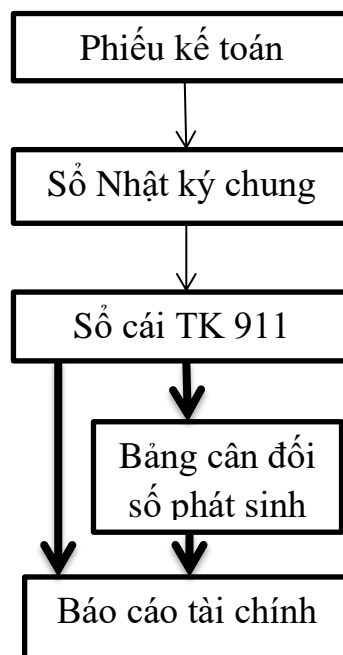 Phiếu kế toán
Sổ Nhật ký chung
Sổ cái TK 911
Bảng cân đối
số phát sinh
Báo cáo tài chính